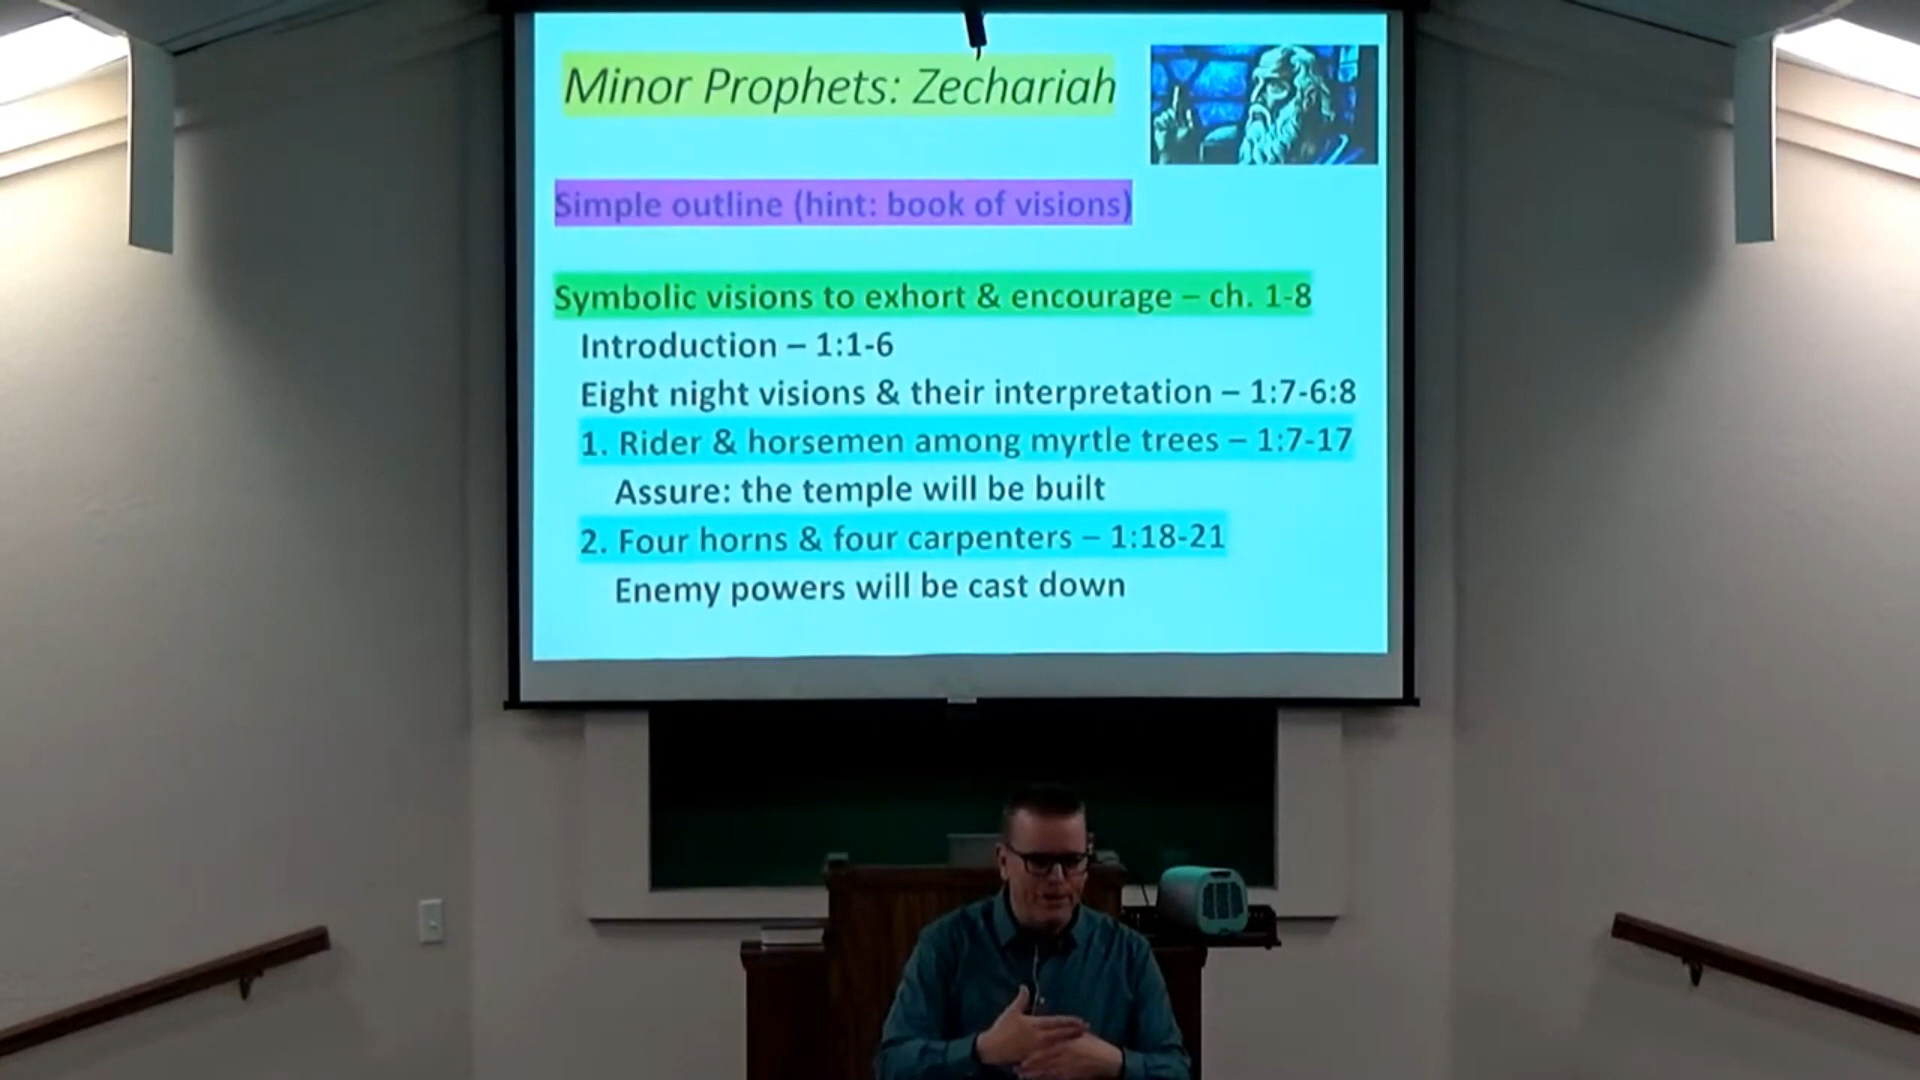 Minor Prophets: Zechariah
Simple outline (hint: book of visions)
Symbolic visions to exhort & encourage – ch. 1-8
Introduction – 1:1-6
Eight night visions & their interpretation – 1:7-6:8
1. Rider & horsemen among myrtle trees – 1:7-17
Assure: the temple will be built
2. Four horns & four carpenters – 1:18-21
Enemy powers will be cast down